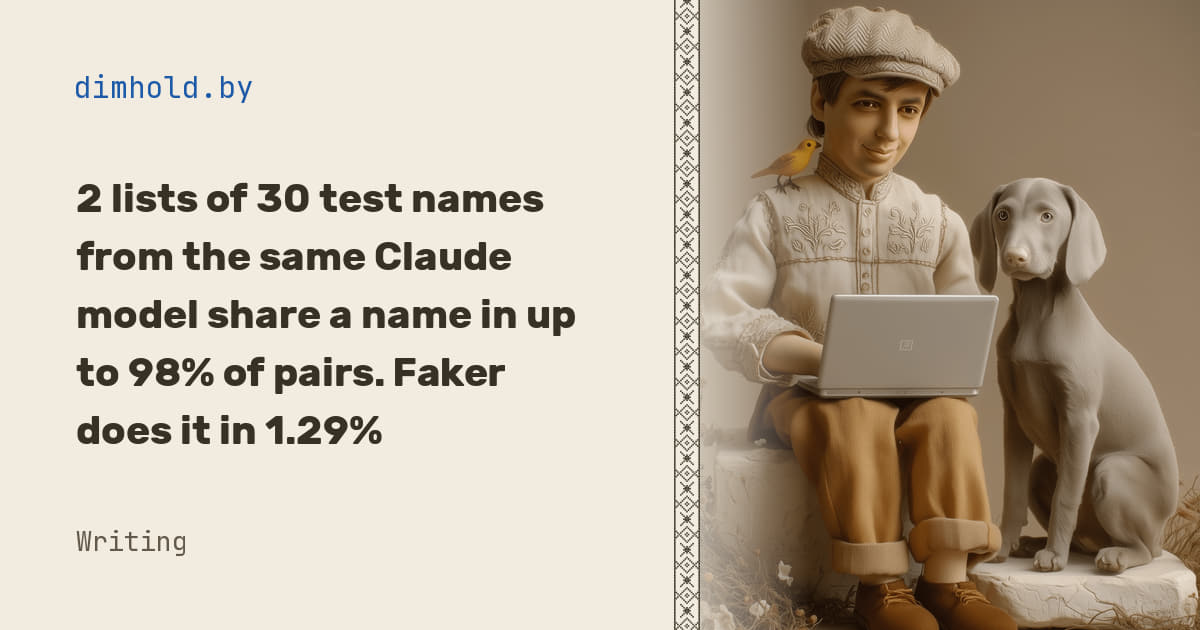 dimhold.by
2 lists of 30 test names
from the same Claude
model share a name in up
to 98% of pairs. Faker
does it in 1.29%
Writing